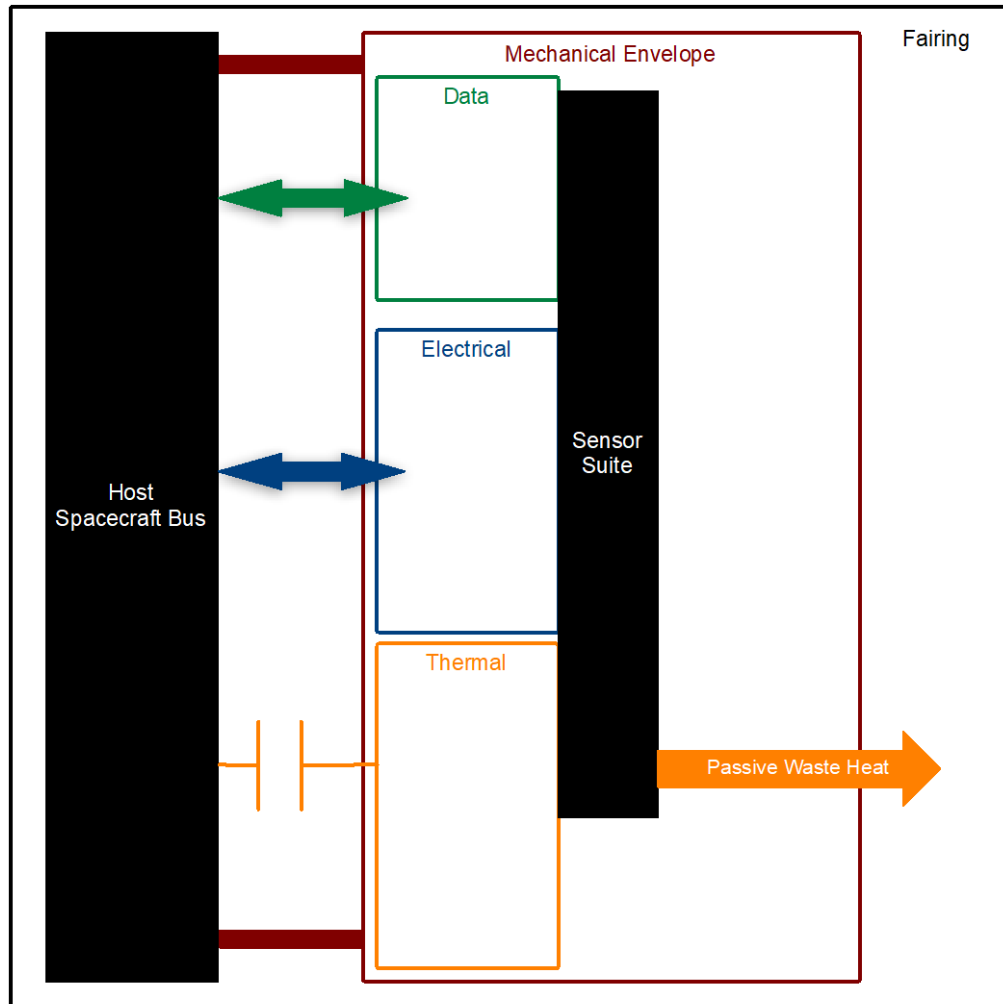 Fairing
Mechanical Envelope
Data
Electrical
Sensor
Suite
Host
Spacecraft Bus
Thermal
Passive Waste Heat